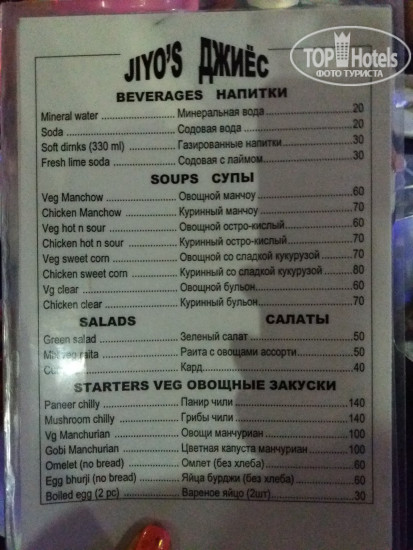 TOP Hotels
ФОТО ТУРИСТА
JIYO'S ДЖИЁС
BEVERAGES НАПИТКИ
Mineral water Минеральная вода 20
Soda Содовая вода 20
Soft dirnks (330 ml) Газированные напитки 30
Fresh lime soda Содовая с лаймом 30
SOUPS СУПЫ
Veg Manchow Овощной манчоу 60
Chicken Manchow Куринный манчоу 70
Veg hot n sour Овощной остро-кислый 60
Chicken hot n sour Куринный остро-кислый 70
Veg sweet corn Овощной со сладкой кукурузой 70
Chicken sweet corn Куринный со сладкой кукурузой 80
Vg clear Овощной бульон 60
Chicken clear Куринный бульон 70
SALADS САЛАТЫ
Green salad Зеленый салат 50
veg raita Раита с овощами ассорти 50
Кард 40
STARTERS VEG ОВОЩНЫЕ ЗАКУСКИ
Paneer chilly Панир чили 140
Mushroom chilly Грибы чили 140
Vg Manchurian Овощи манчуриан 100
Gobi Manchurian Цветная капуста манчуриан 100
Omelet (no bread) Омлет (без хлеба) 60
Egg bhurji (no bread) Яйца бурджи (без хлеба) 60
Boiled egg (2 pc) Вареное яйцо (2шт) 30